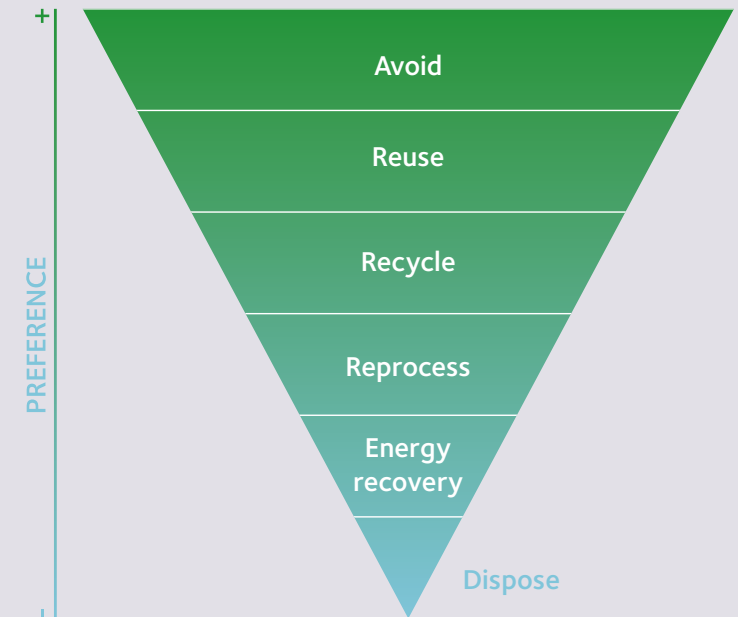 +
Avoid
Reuse
Recycle
PREFERENCE
Reprocess
Energy
recovery
Dispose